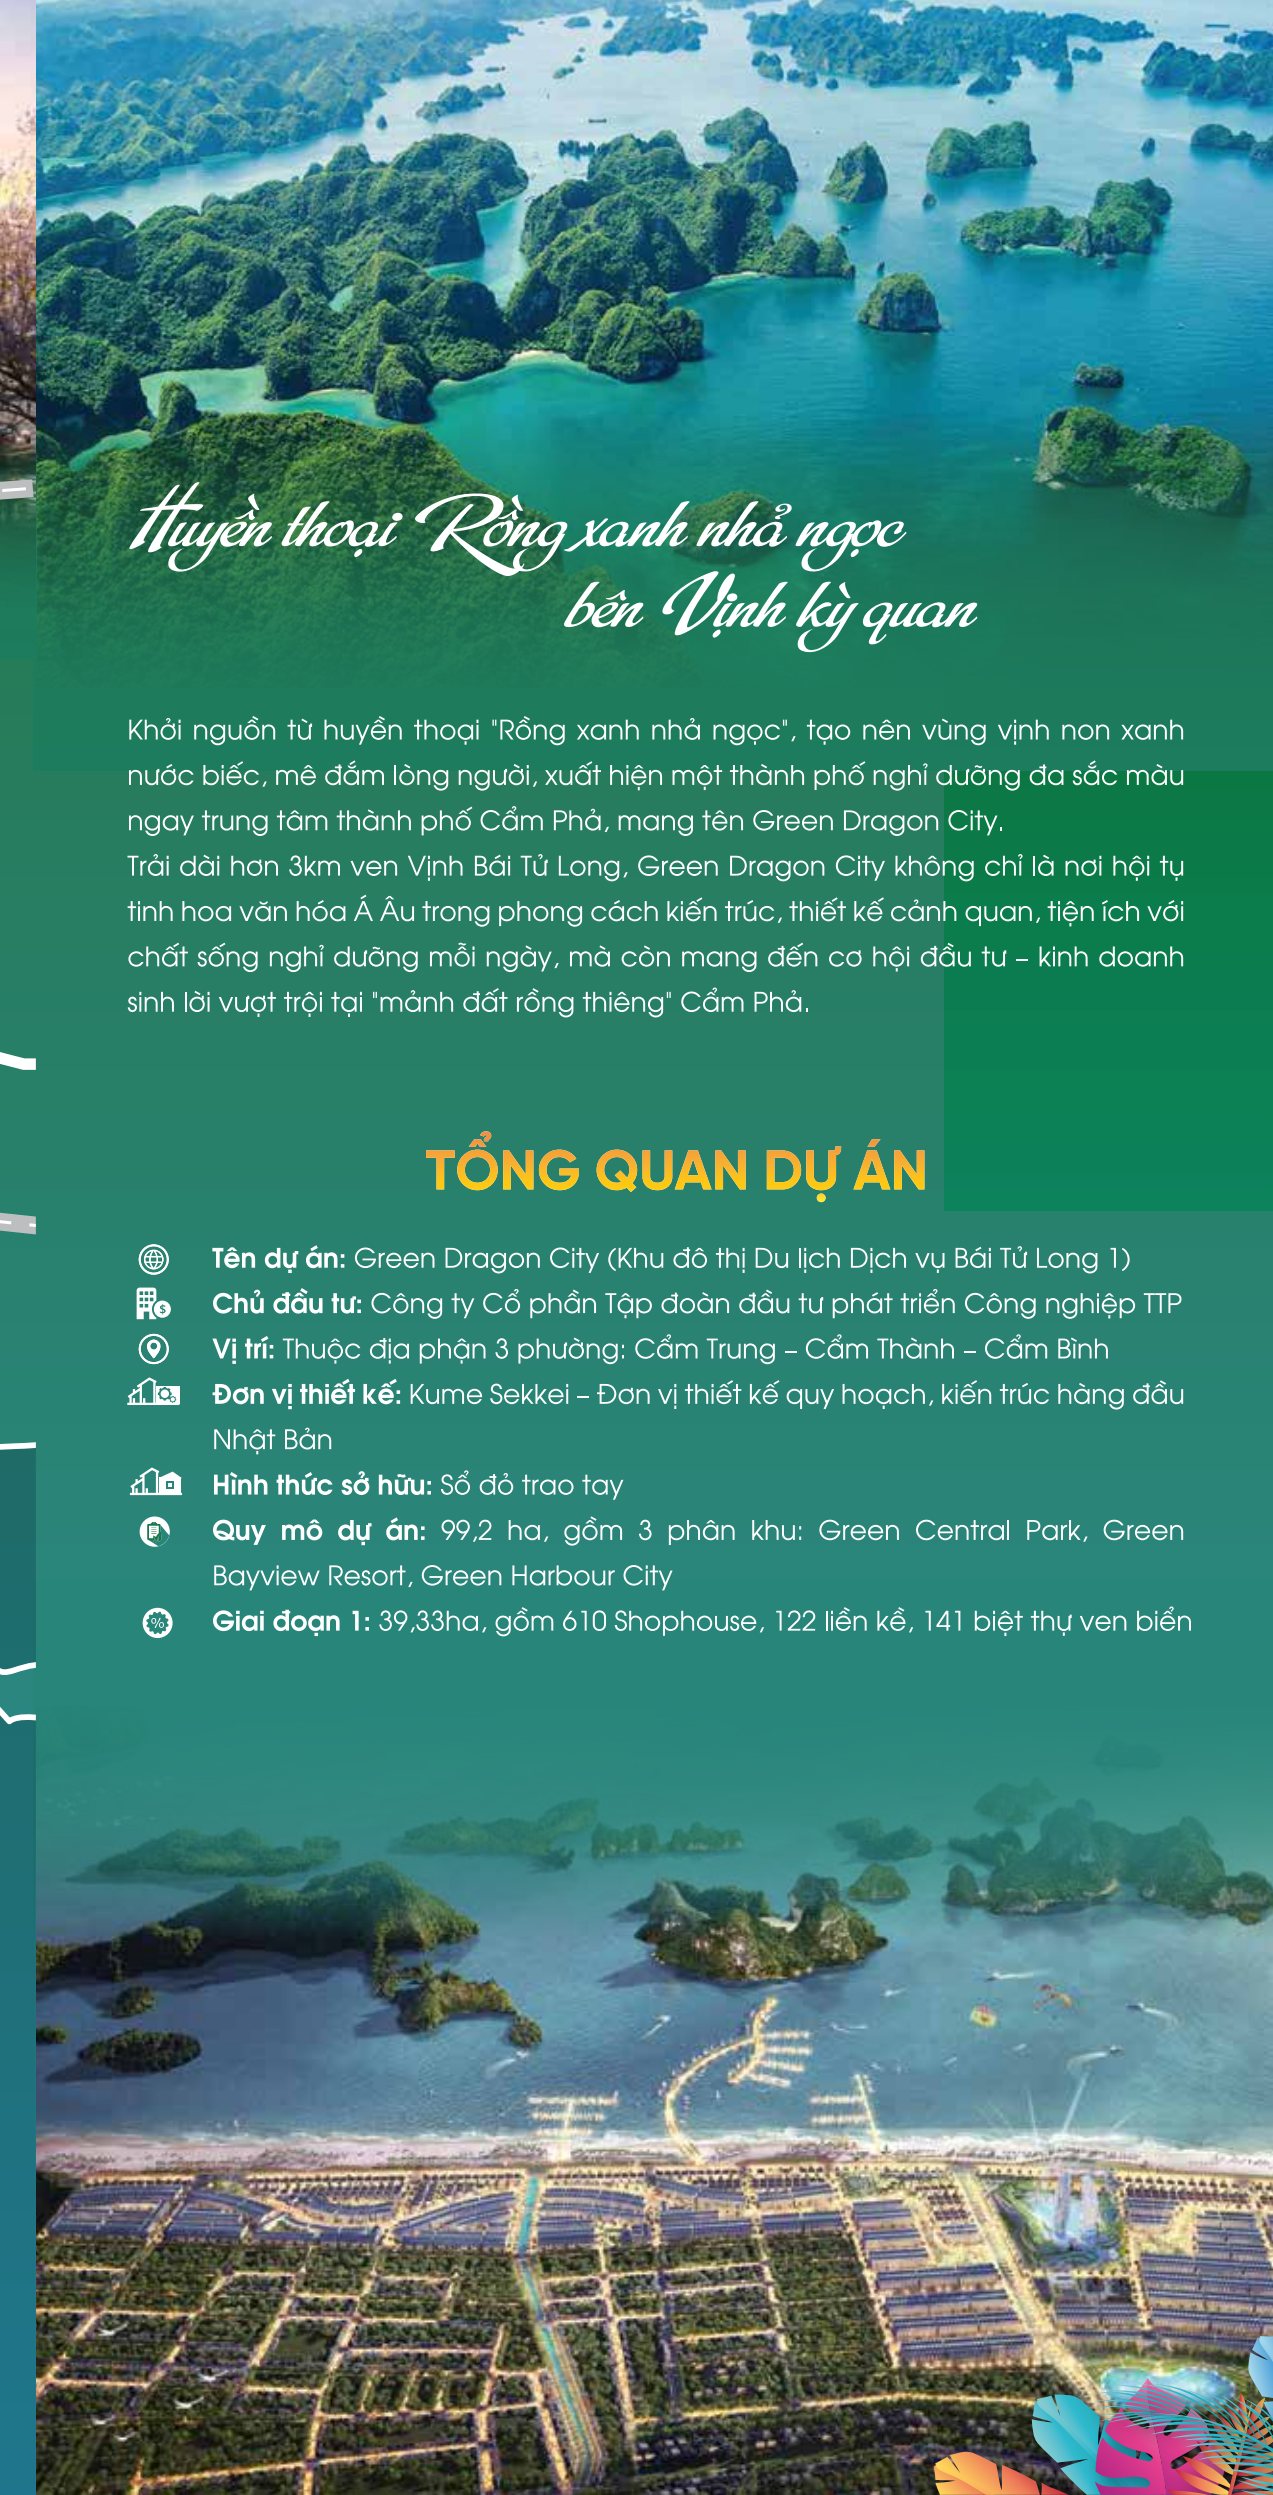 Huyền thoại Rồng xanh nhả ngọc
bên Vịnh kỳ quan
Khởi nguồn từ huyền thoại "Rồng xanh nhả ngọc", tạo nên vùng vịnh non xanh
nước biếc, mê đắm lòng người, xuất hiện một thành phố nghỉ dưỡng đa sắc màu
ngay trung tâm thành phố Cẩm Phả, mang tên Green Dragon City.
Trải dài hơn 3km ven Vịnh Bái Tử Long, Green Dragon City không chỉ là nơi hội tụ
tinh hoa văn hóa Á Âu trong phong cách kiến trúc, thiết kế cảnh quan, tiện ích với
chất sống nghỉ dưỡng mỗi ngày, mà còn mang đến cơ hội đầu tư – kinh doanh
sinh lời vượt trội tại "mảnh đất rồng thiêng" Cẩm Phả.
TỔNG QUAN DỰ ÁN
Tên dự án: Green Dragon City (Khu đô thị Du lịch Dịch vụ Bái Tử Long 1)
Chủ đầu tư: Công ty Cổ phần Tập đoàn đầu tư phát triển Công nghiệp TTP
Vị trí: Thuộc địa phận 3 phường: Cẩm Trung – Cẩm Thành – Cẩm Bình
Đơn vị thiết kế: Kume Sekkei – Đơn vị thiết kế quy hoạch, kiến trúc hàng đầu
Nhật Bản
Hình thức sở hữu: Sổ đỏ trao tay
Quy mô dự án: 99,2 ha, gồm 3 phân khu: Green Central Park, Green
Bayview Resort, Green Harbour City
Giai đoạn 1: 39,33ha, gồm 610 Shophouse, 122 liền kề, 141 biệt thự ven biển